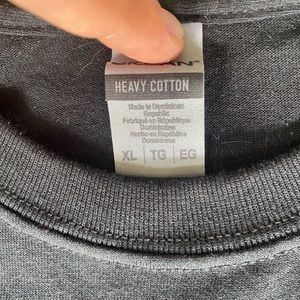 HEAVY COTTON
Made in Dominican
Republic
Fabriqué en République
Dominicaine
Hecho en República
Dominicana
XL TG EG